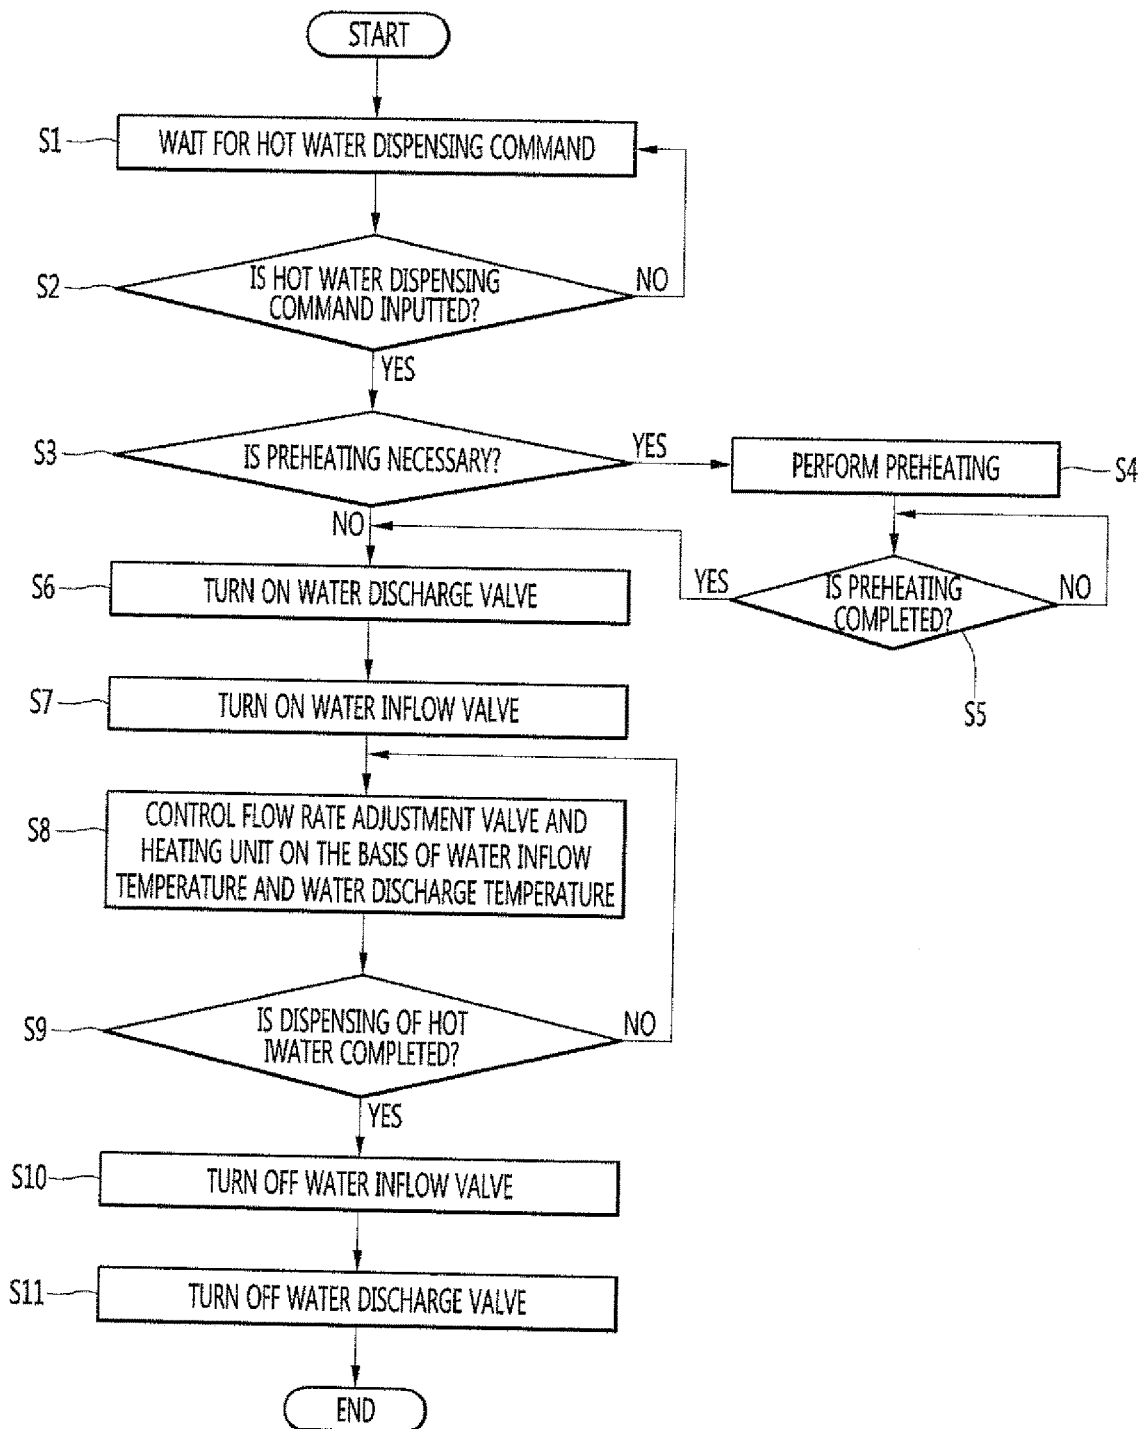 START
S1
WAIT FOR HOT WATER DISPENSING COMMAND
S2
IS HOT WATER DISPENSING
COMMAND INPUTTED?
NO
YES
S3
IS PREHEATING NECESSARY?
YES
PERFORM PREHEATING
S4
NO
S6
TURN ON WATER DISCHARGE VALVE
YES
IS PREHEATING
COMPLETED?
NO
S5
S7
TURN ON WATER INFLOW VALVE
S8
CONTROL FLOW RATE ADJUSTMENT VALVE AND
HEATING UNIT ON THE BASIS OF WATER INFLOW
TEMPERATURE AND WATER DISCHARGE TEMPERATURE
S9
IS DISPENSING OF HOT
IWATER COMPLETED?
NO
YES
S10
TURN OFF WATER INFLOW VALVE
S11
TURN OFF WATER DISCHARGE VALVE
END